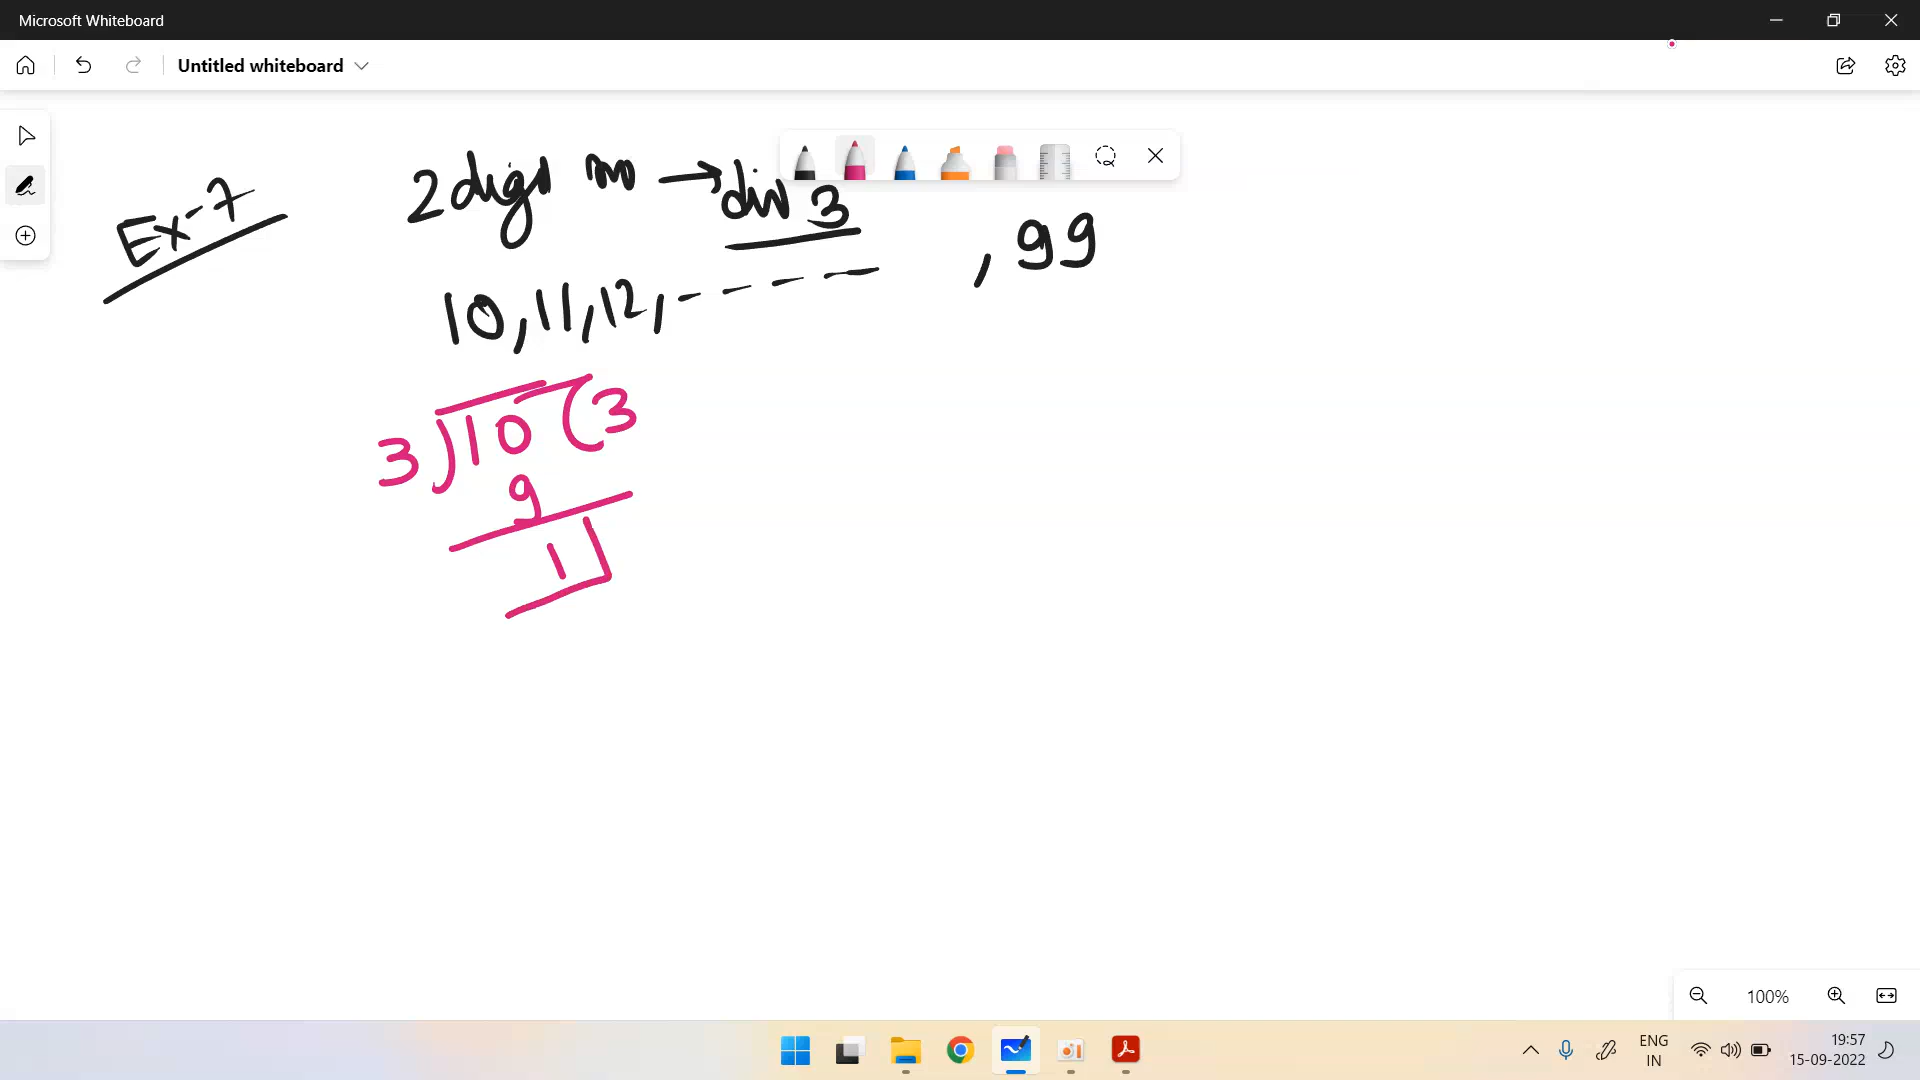 Microsoft Whiteboard
Untitled whiteboard
Ex-7
2 digit no → div 3
10, 11, 12, - - - - , 99
3)10(3
9
1
100%
ENG
IN
19:57
15-09-2022